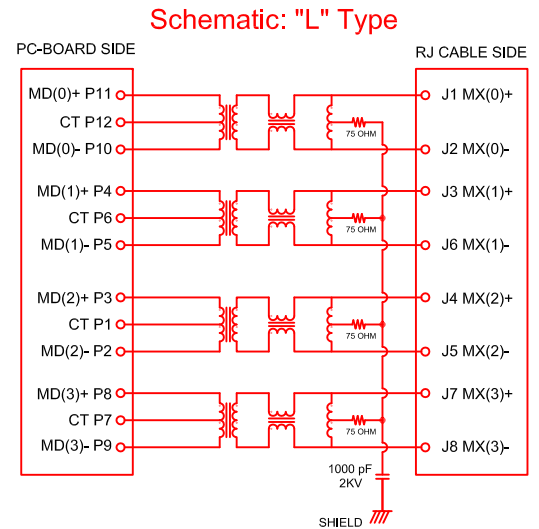 Schematic: "L" Type
PC-BOARD SIDE
RJ CABLE SIDE
MD(0)+ P11
J1 MX(0)+
CT P12
75 OHM
MD(0)- P10
J2 MX(0)-
MD(1)+ P4
J3 MX(1)+
CT P6
75 OHM
MD(1)- P5
J6 MX(1)-
MD(2)+ P3
J4 MX(2)+
CT P1
75 OHM
MD(2)- P2
J5 MX(2)-
MD(3)+ P8
J7 MX(3)+
CT P7
75 OHM
MD(3)- P9
J8 MX(3)-
1000 pF
2KV
SHIELD